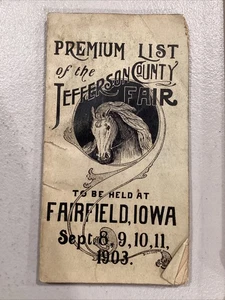 PREMIUM LIST
of the
JEFFERSON COUNTY
FAIR
TO BE HELD AT
FAIRFIELD, IOWA
Sept. 8, 9, 10, 11,
1903.